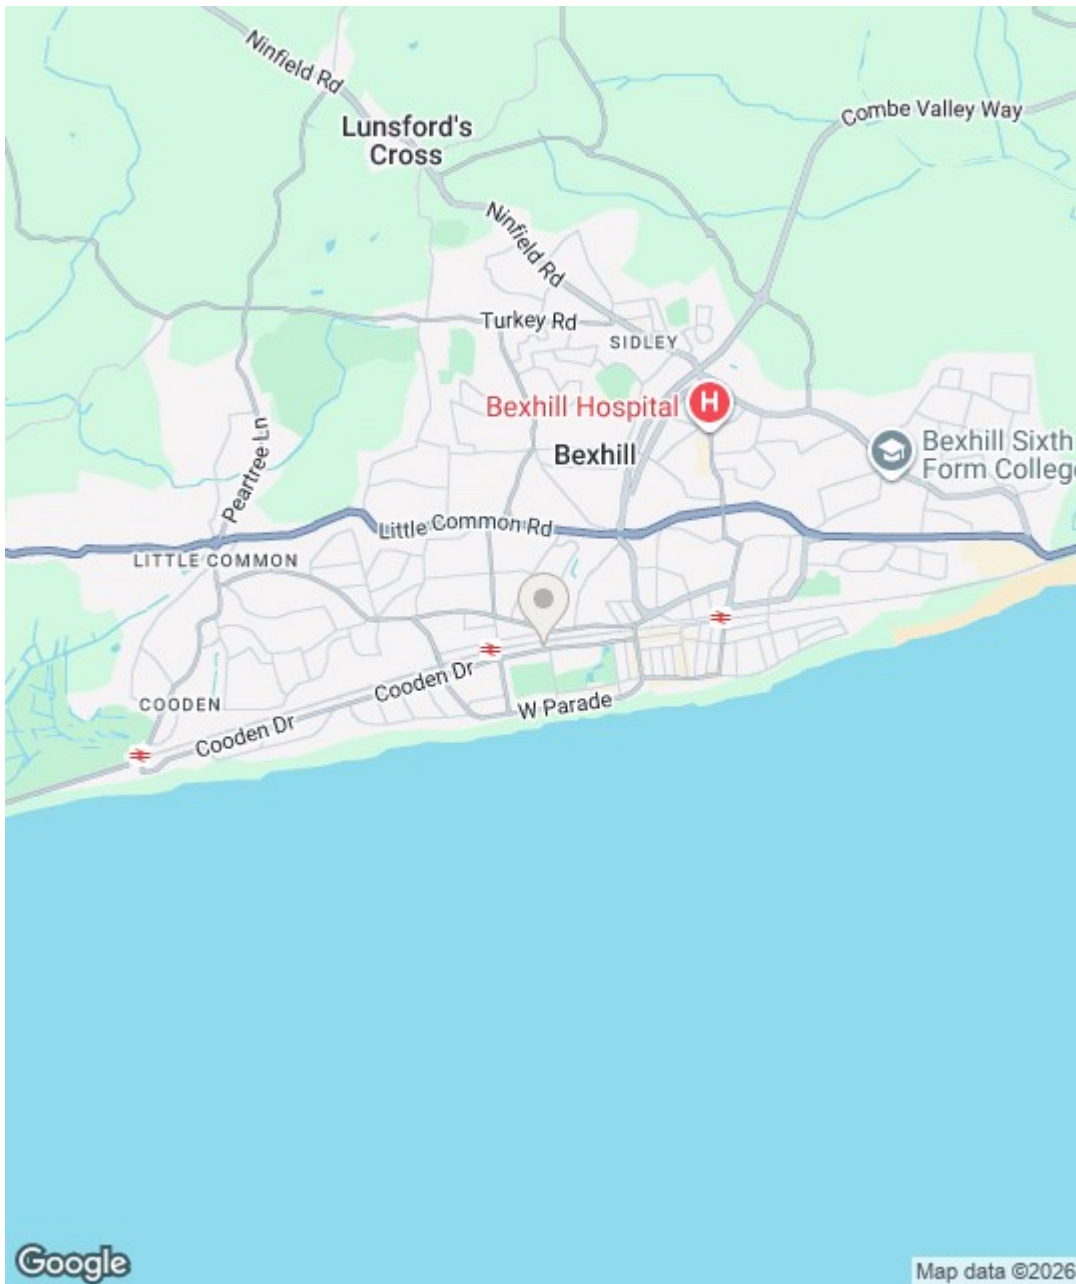 Ninfield Rd
Combe Valley Way
Lunsford's
Cross
Ninfield Rd
Turkey Rd
SIDLEY
Bexhill Hospital
H
Bexhill
Bexhill Sixth
Form College
Peartree Ln
Little Common Rd
LITTLE COMMON
Cooden Dr
W Parade
COODEN
Cooden Dr
Google
Map data ©2026